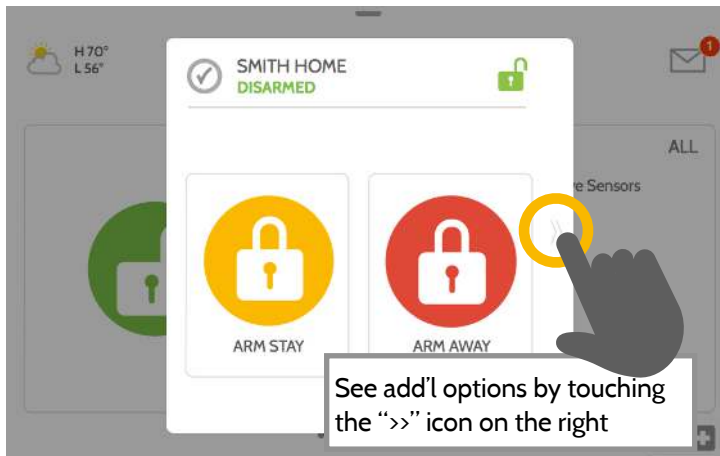 H 70°
L 56°
1
SMITH HOME
DISARMED
ALL
Sensors
ARM STAY
ARM AWAY
See add'l options by touching
the “>>” icon on the right